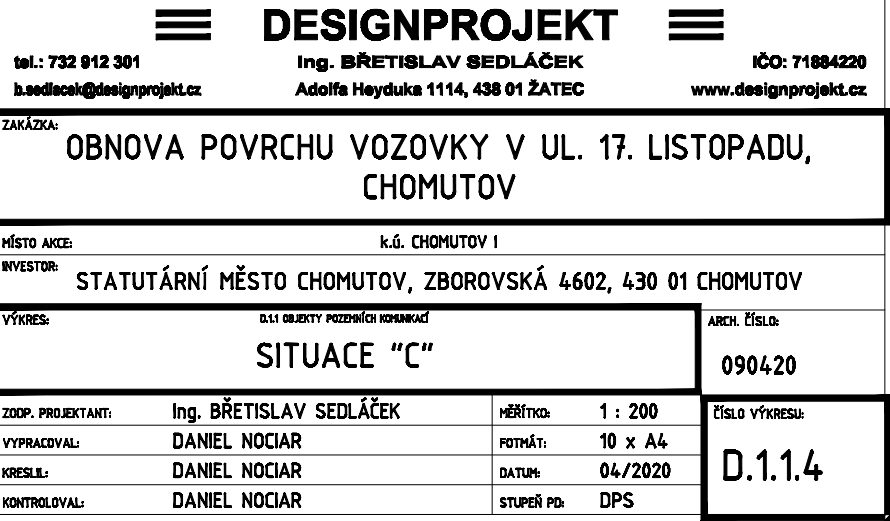 DESIGNPROJEKT
tel.: 732 912 301 Ing. BŘETISLAV SEDLÁČEK IČO: 71884220
b.sedlacek@designprojekt.cz Adolfa Heyduka 1114, 438 01 ŽATEC www.designprojekt.cz
ZAKÁZKA:
OBNOVA POVRCHU VOZOVKY V UL. 17. LISTOPADU,
CHOMUTOV
MÍSTO AKCE: k.ú. CHOMUTOV I
INVESTOR:
STATUTÁRNÍ MĚSTO CHOMUTOV, ZBOROVSKÁ 4602, 430 01 CHOMUTOV
VÝKRES: D.1.1 OBJEKTY POZEMNÍCH KOMUNIKACÍ ARCH. ČÍSLO:
SITUACE "C" 090420
ZODP. PROJEKTANT: Ing. BŘETISLAV SEDLÁČEK MĚŘÍTKO: 1 : 200 ČÍSLO VÝKRESU:
VYPRACOVAL: DANIEL NOCIAR FOTMÁT: 10 x A4
KRESLIL: DANIEL NOCIAR DATUM: 04/2020 D.1.1.4
KONTROLOVAL: DANIEL NOCIAR STUPEŇ PD: DPS